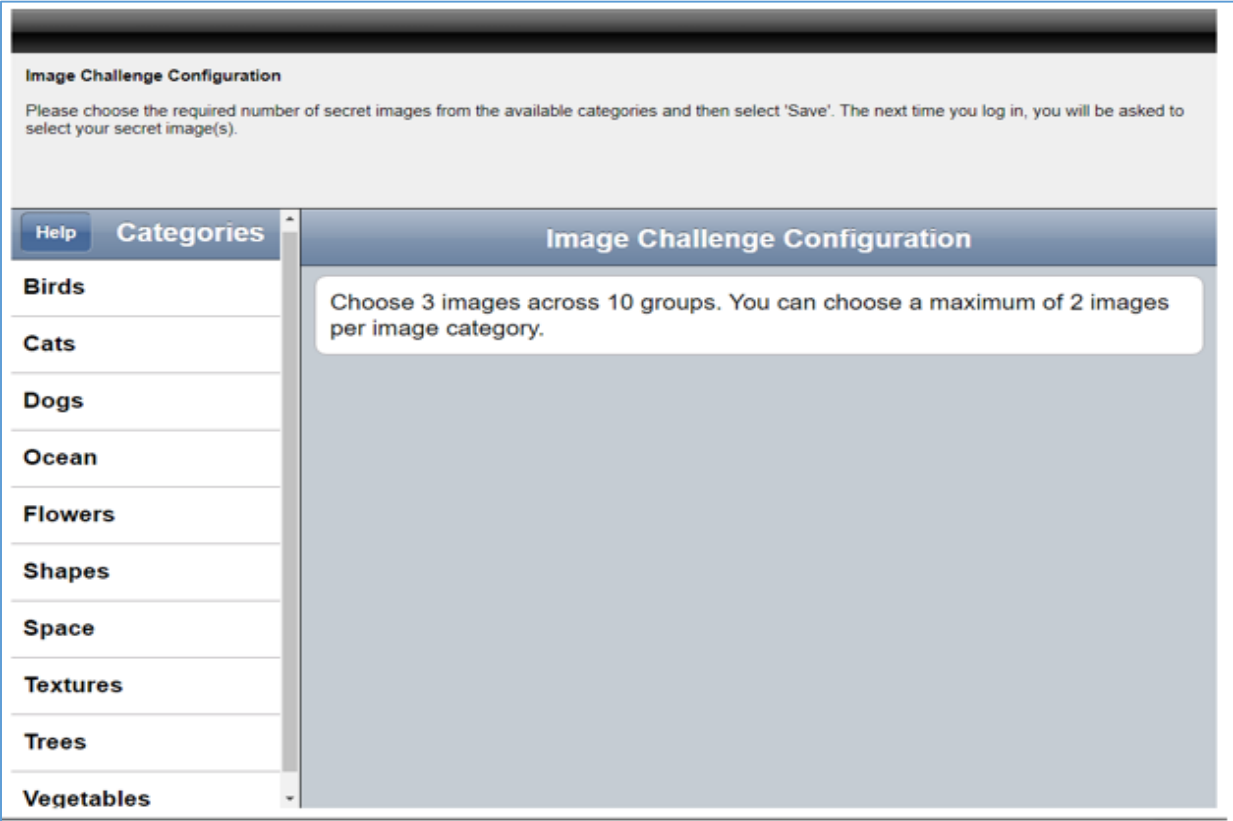 Image Challenge Configuration
Please choose the required number of secret images from the available categories and then select 'Save'. The next time you log in, you will be asked to
select your secret image(s).
Help
Categories
Birds
Cats
Dogs
Ocean
Flowers
Shapes
Space
Textures
Trees
Vegetables
Image Challenge Configuration
Choose 3 images across 10 groups. You can choose a maximum of 2 images
per image category.